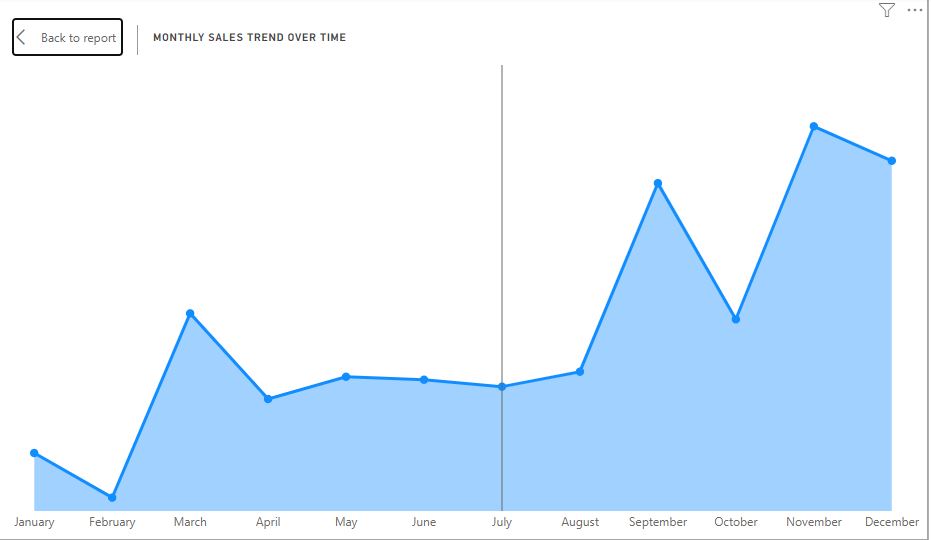 Back to report
MONTHLY SALES TREND OVER TIME
January February March April May June July August September October November December